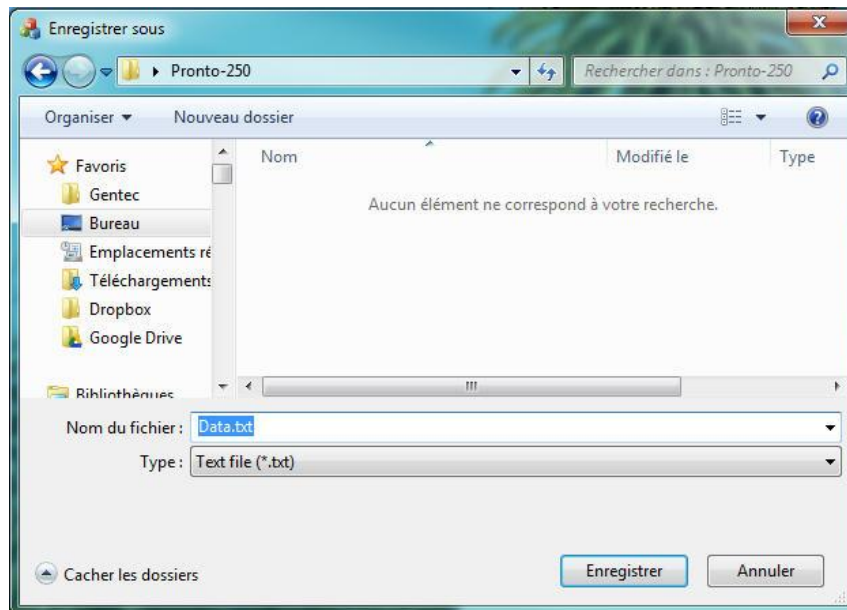 Enregistrer sous
Pronto-250
Rechercher dans : Pronto-250
Organiser
Nouveau dossier
Favoris
Gentec
Bureau
Emplacements ré
Téléchargements
Dropbox
Google Drive
Bibliothèques
Nom
Modifié le
Type
Aucun élément ne correspond à votre recherche.
Nom du fichier :
Data.txt
Type :
Text file (*.txt)
Cacher les dossiers
Enregistrer
Annuler